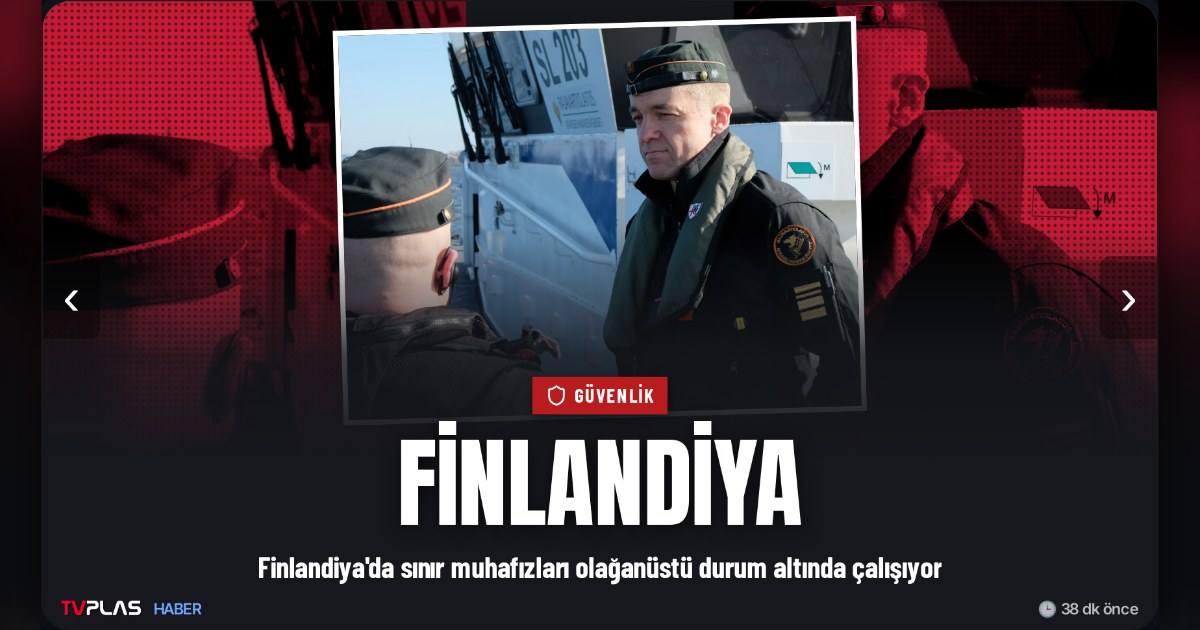 SL 203
M
M
GÜVENLİK
FİNLANDİYA
Finlandiya'da sınır muhafızları olağanüstü durum altında çalışıyor
TVPLAS HABER
38 dk önce